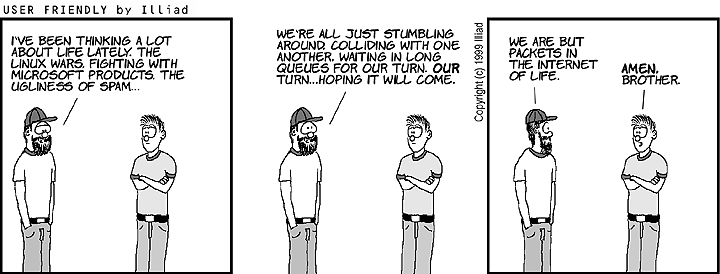 USER FRIENDLY by Illiad
I'VE BEEN THINKING A LOT
ABOUT LIFE LATELY. THE
LINUX WARS. FIGHTING WITH
MICROSOFT PRODUCTS. THE
UGLINESS OF SPAM...
WE'RE ALL JUST STUMBLING
AROUND, COLLIDING WITH ONE
ANOTHER. WAITING IN LONG
QUEUES FOR OUR TURN. OUR
TURN...HOPING IT WILL COME.
Copyright (c) 1999 Illiad
WE ARE BUT
PACKETS IN
THE INTERNET
OF LIFE.
AMEN,
BROTHER.